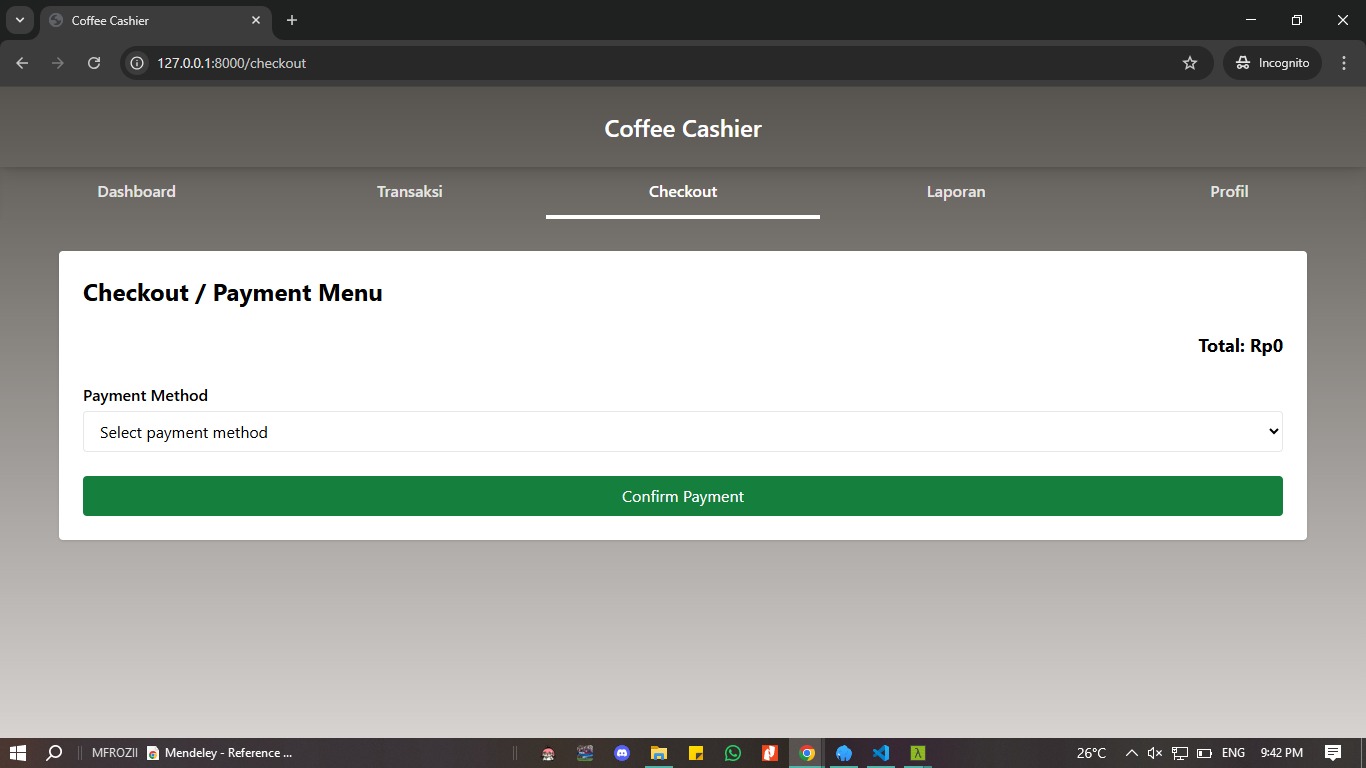 Coffee Cashier
127.0.0.1:8000/checkout
Incognito
Coffee Cashier
Dashboard Transaksi Checkout Laporan Profil
Checkout / Payment Menu
Total: Rp0
Payment Method
Select payment method
Confirm Payment
MFROZII Mendeley - Reference ... 26°C ENG 9:42 PM